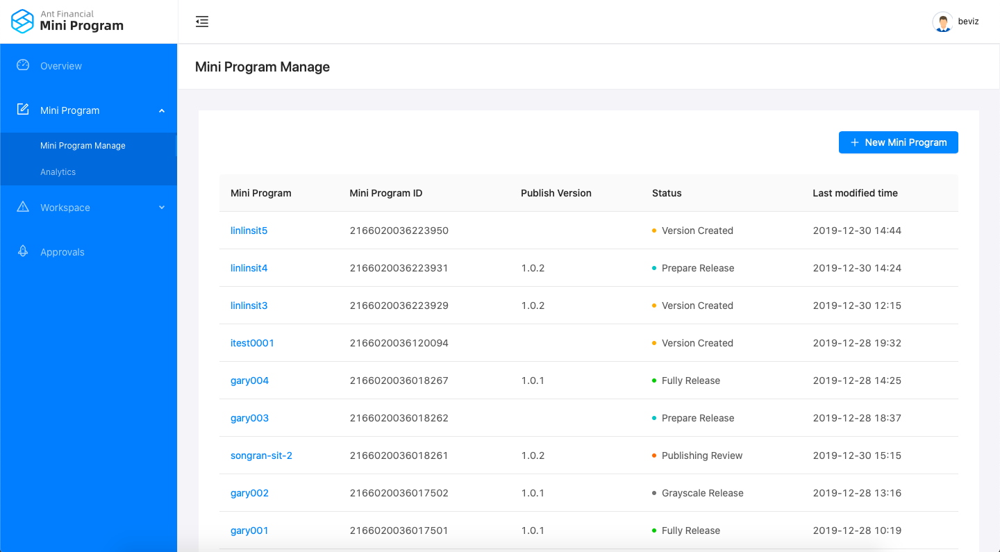 Ant Financial
Mini Program
beviz
Overview
Mini Program
Mini Program Manage
Analytics
Workspace
Approvals
Mini Program Manage
New Mini Program
Mini Program Mini Program ID Publish Version Status Last modified time
linlinsit5 2166020036223950 Version Created 2019-12-30 14:44
linlinsit4 2166020036223931 1.0.2 Prepare Release 2019-12-30 14:24
linlinsit3 2166020036223929 1.0.2 Version Created 2019-12-30 12:15
itest0001 2166020036120094 Version Created 2019-12-28 19:32
gary004 2166020036018267 1.0.1 Fully Release 2019-12-28 14:25
gary003 2166020036018262 Prepare Release 2019-12-28 18:37
songran-sit-2 2166020036018261 1.0.2 Publishing Review 2019-12-30 15:15
gary002 2166020036017502 1.0.1 Grayscale Release 2019-12-28 13:16
gary001 2166020036017501 1.0.1 Fully Release 2019-12-28 10:19